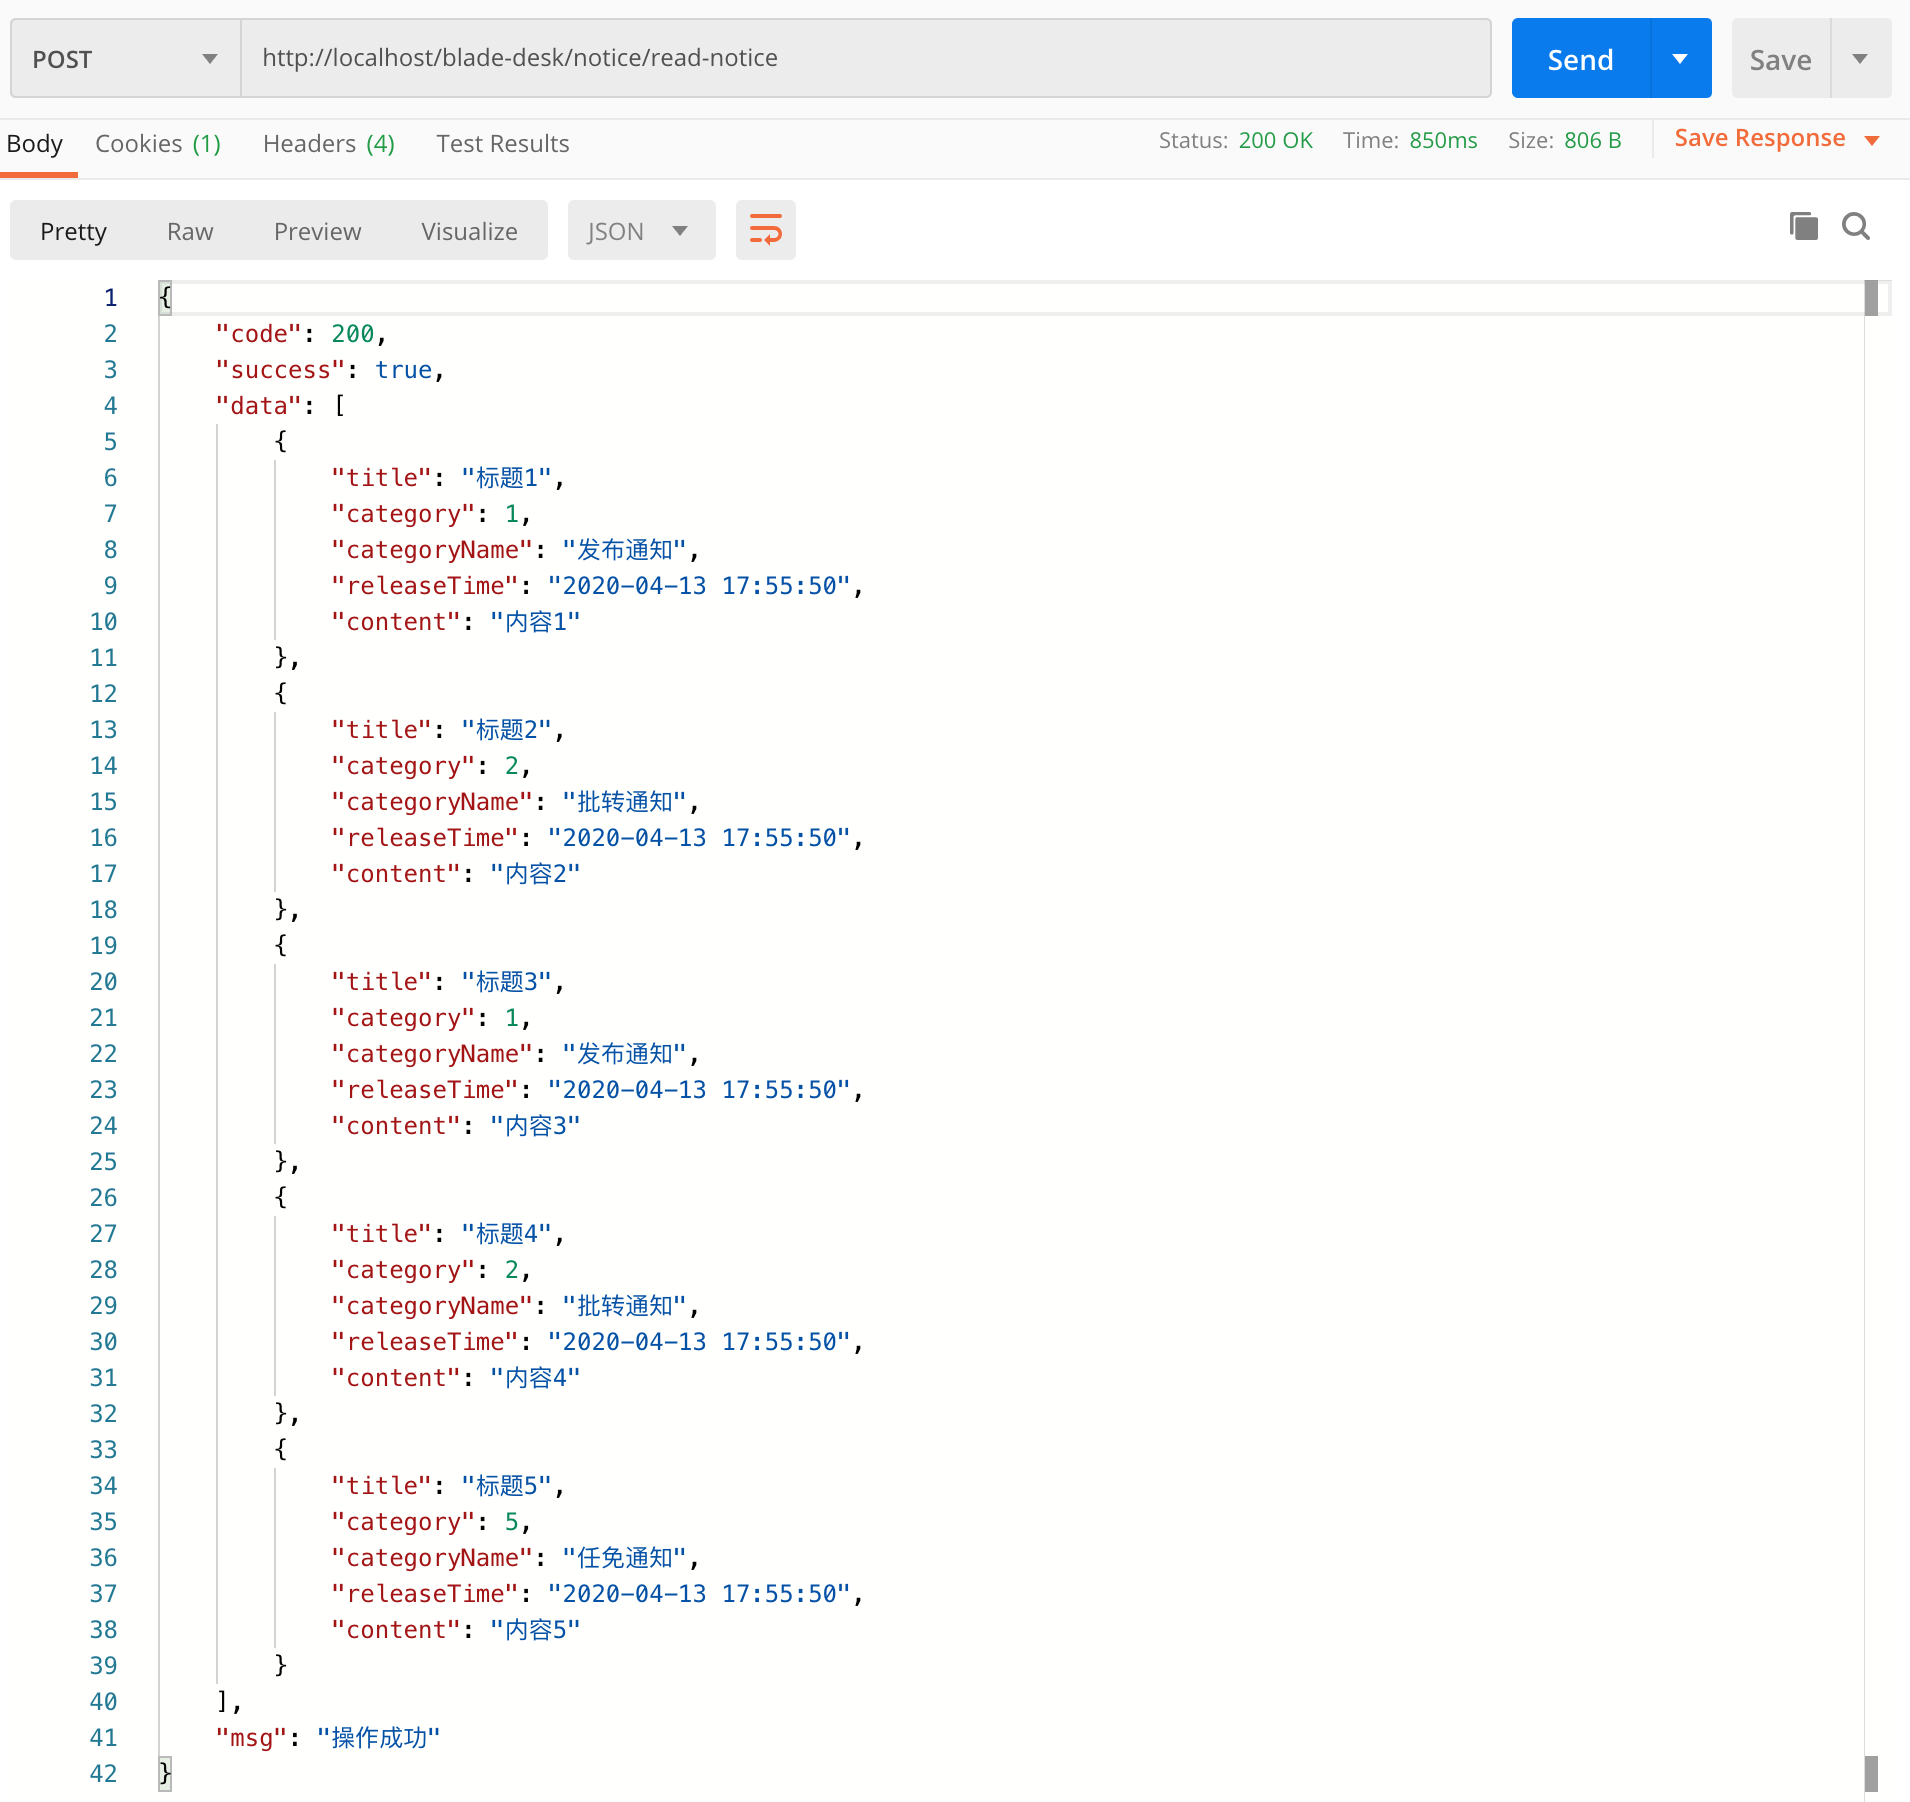 POST http://localhost/blade-desk/notice/read-notice Send Save
Body Cookies (1) Headers (4) Test Results Status: 200 OK Time: 850ms Size: 806 B Save Response
Pretty Raw Preview Visualize JSON
1 {
2 "code": 200,
3 "success": true,
4 "data": [
5 {
6 "title": "标题1",
7 "category": 1,
8 "categoryName": "发布通知",
9 "releaseTime": "2020-04-13 17:55:50",
10 "content": "内容1"
11 },
12 {
13 "title": "标题2",
14 "category": 2,
15 "categoryName": "批转通知",
16 "releaseTime": "2020-04-13 17:55:50",
17 "content": "内容2"
18 },
19 {
20 "title": "标题3",
21 "category": 1,
22 "categoryName": "发布通知",
23 "releaseTime": "2020-04-13 17:55:50",
24 "content": "内容3"
25 },
26 {
27 "title": "标题4",
28 "category": 2,
29 "categoryName": "批转通知",
30 "releaseTime": "2020-04-13 17:55:50",
31 "content": "内容4"
32 },
33 {
34 "title": "标题5",
35 "category": 5,
36 "categoryName": "任免通知",
37 "releaseTime": "2020-04-13 17:55:50",
38 "content": "内容5"
39 }
40 ],
41 "msg": "操作成功"
42 }